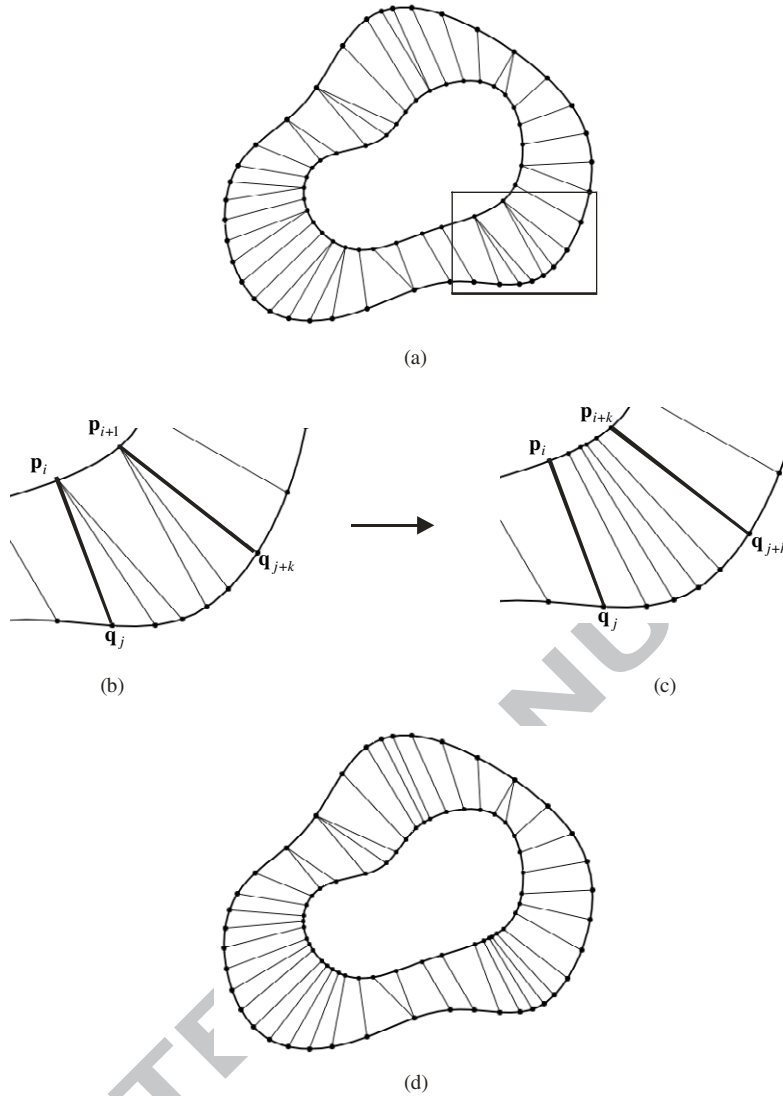 (a)
p_{i+1}
p_i
q_{j+k}
q_j
(b)
p_{i+k}
p_i
q_{j+k}
q_j
(c)
(d)